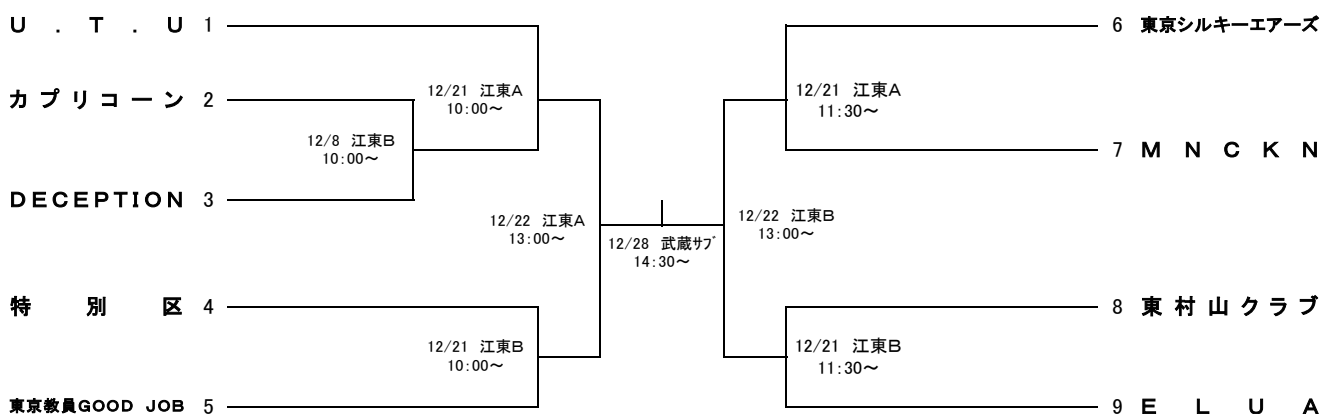 U . T . U 1
カプリコーン 2
DECEPTION 3
特別区 4
東京教員GOOD JOB 5
12/8 江東B
10:00～
12/21 江東A
10:00～
12/21 江東B
10:00～
12/22 江東A
13:00～
12/28 武蔵サブ
14:30～
12/22 江東B
13:00～
12/21 江東A
11:30～
12/21 江東B
11:30～
6 東京シルキーエアーズ
7 MNCKN
8 東村山クラブ
9 ELUA